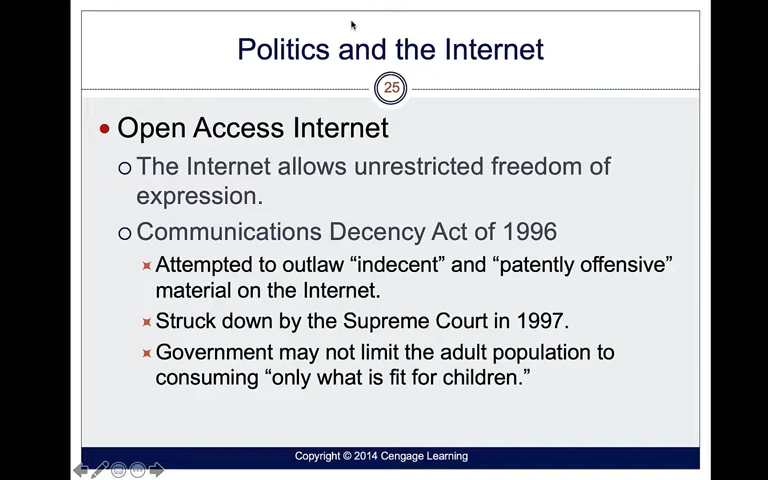 Politics and the Internet
25
Open Access Internet
The Internet allows unrestricted freedom of
expression.
Communications Decency Act of 1996
Attempted to outlaw “indecent” and “patently offensive”
material on the Internet.
Struck down by the Supreme Court in 1997.
Government may not limit the adult population to
consuming “only what is fit for children.”
Copyright © 2014 Cengage Learning